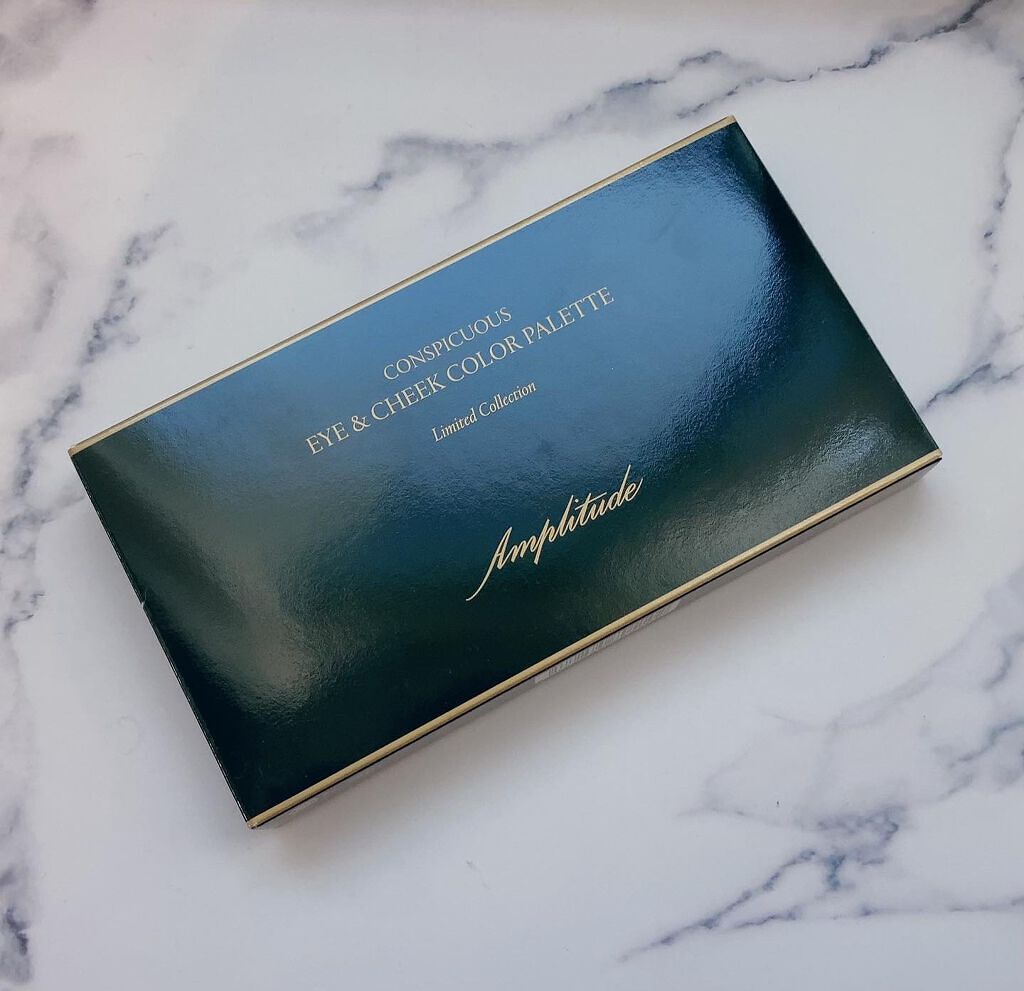 CONSPICUOUS
EYE & CHEEK COLOR PALETTE
Limited Collection
Amplitude